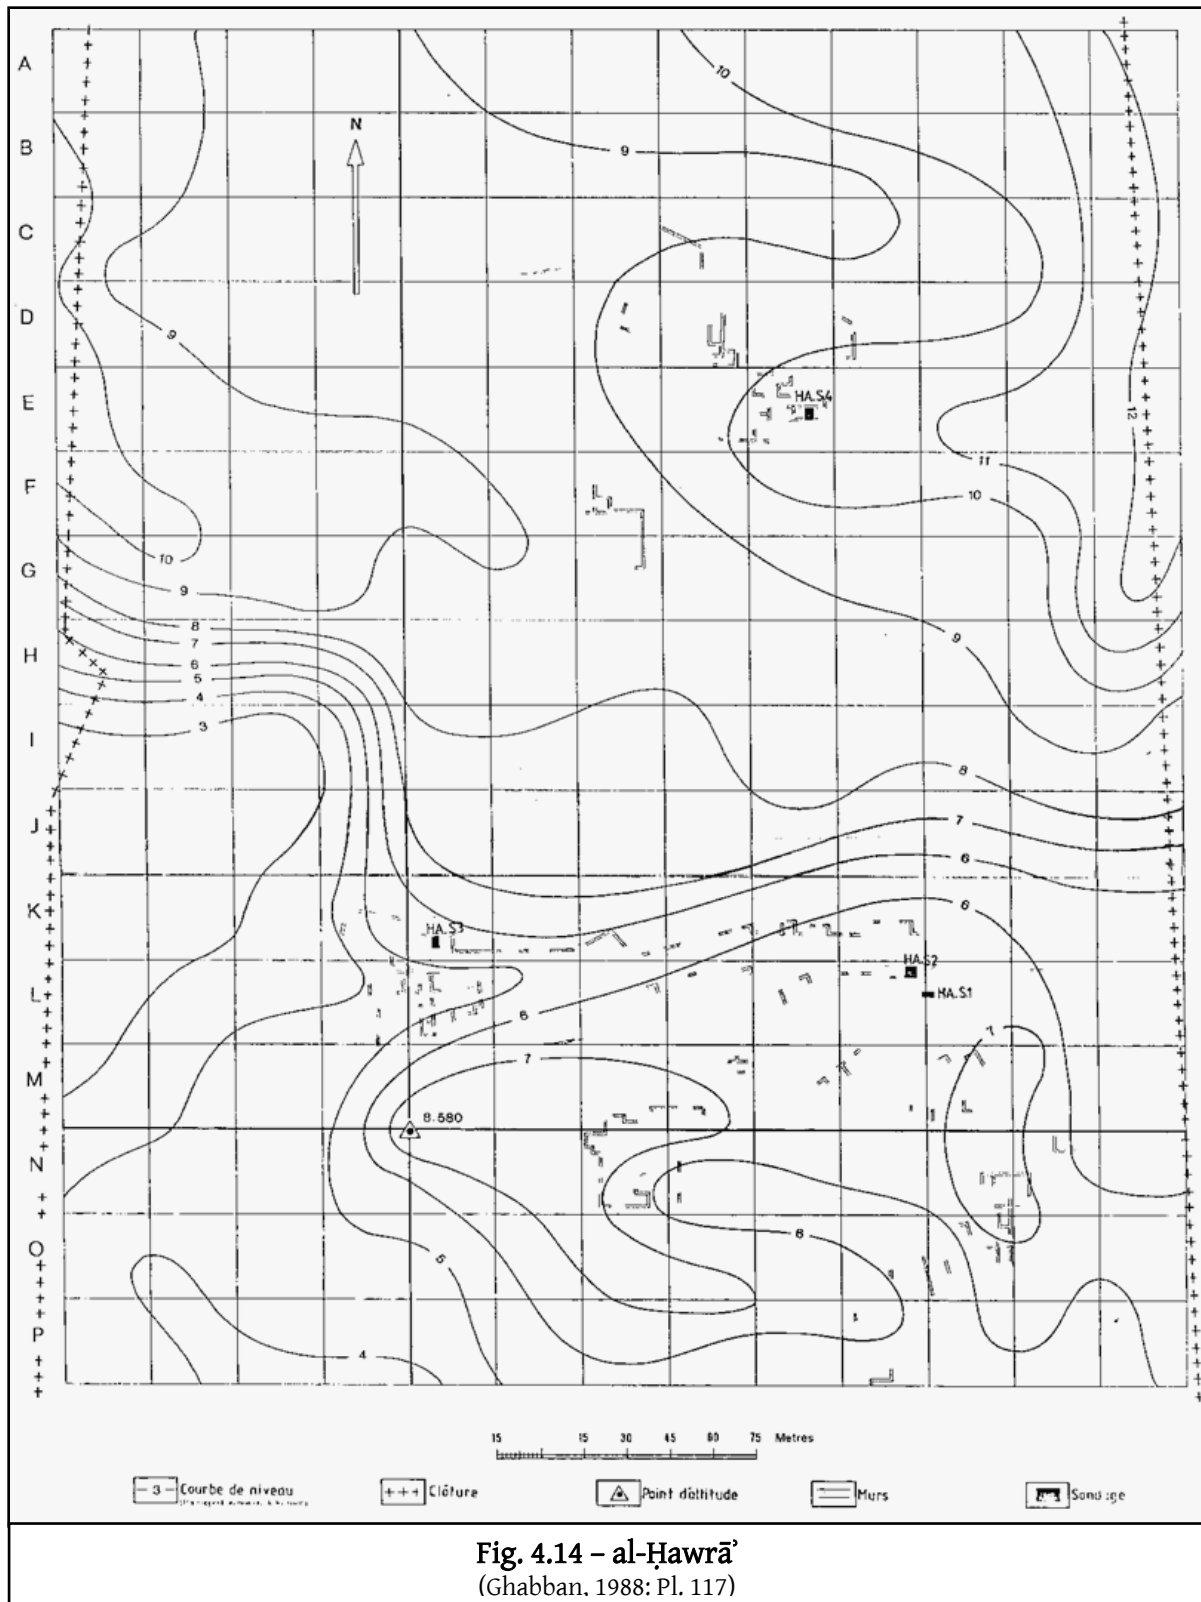 A
B
C
D
E
F
G
H
I
J
K
L
M
N
O
P
N
10
9
9
HA.S4
12
11
10
10
9
8
7
6
5
4
3
9
8
7
6
6
HA.S3
HA.S2
HA.S1
6
7
7
8.580
6
5
4
15 15 30 45 60 75 Metres
3 Courbe de niveau
+++ Clôture
Point d'altitude
Murs
Fig. 4.14 – al-Ḥawrāʾ
(Ghabban, 1988: Pl. 117)